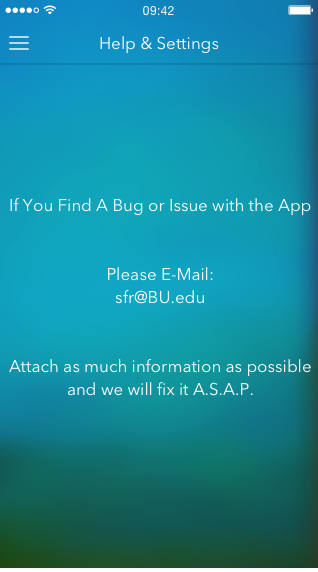 09:42
Help & Settings
If You Find A Bug or Issue with the App
Please E-Mail:
sfr@BU.edu
Attach as much information as possible
and we will fix it A.S.A.P.